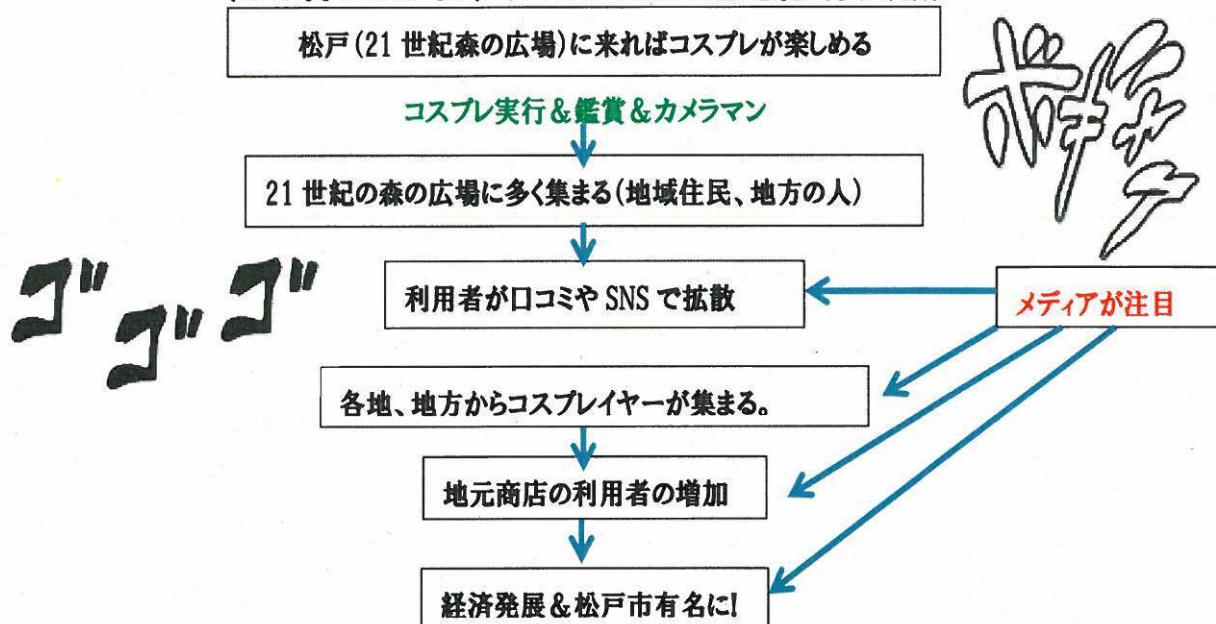 松戸(21世紀森の広場)に来ればコスプレが楽しめる
コスプレ実行&鑑賞&カメラマン
21世紀の森の広場に多く集まる(地域住民、地方の人)
利用者が口コミやSNSで拡散
メディアが注目
各地、地方からコスプレイヤーが集まる。
地元商店の利用者の増加
経済発展&松戸市有名に!
ゴゴゴ